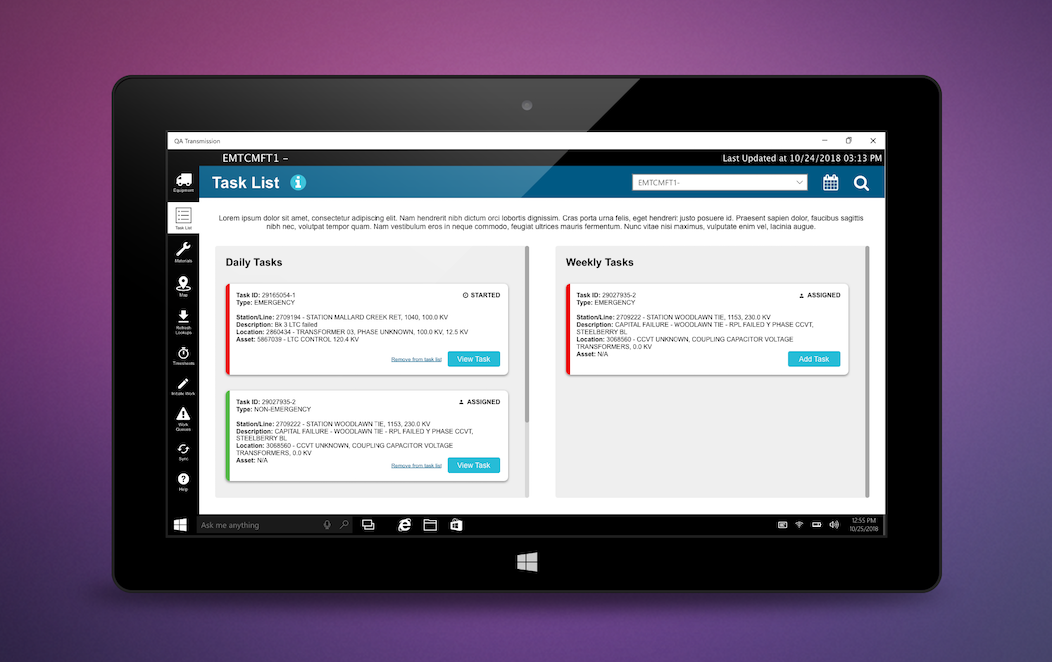 QA Transmission
EMTCMFT1 -
Last Updated at 10/24/2018 03:13 PM
Equipment
Task List
EMTCMFT1-
Task List
Lorem ipsum dolor sit amet, consectetur adipiscing elit. Nam hendrerit nibh dictum orci lobortis dignissim. Cras porta urna felis, eget hendreri: justo posuere id. Praesent sapien dolor, faucibus sagittis
nibh nec, volutpat tempor quam. Nam vestibulum eros in neque commodo, feugiat ultrices mauris fermentum. Nunc vitae nisi maximus, vulputate enim vel, lacinia augue.
Materials
Map
Refresh
Lookups
Timesheets
Initiate Work
Work
Queues
Sync
Help
Daily Tasks
Task ID: 29165054-1
STARTED
Type: EMERGENCY
Station/Line: 2709194 - STATION MALLARD CREEK RET, 1040, 100.0 KV
Description: Bk 3 LTC failed
Location: 2860434 - TRANSFORMER 03, PHASE UNKNOWN, 100.0 KV, 12.5 KV
Asset: 5867039 - LTC CONTROL 120.4 KV
Remove from task list
View Task
Task ID: 29027935-2
ASSIGNED
Type: NON-EMERGENCY
Station/Line: 2709222 - STATION WOODLAWN TIE, 1153, 230.0 KV
Description: CAPITAL FAILURE - WOODLAWN TIE - RPL FAILED Y PHASE CCVT,
STEELBERRY BL
Location: 3068560 - CCVT UNKNOWN, COUPLING CAPACITOR VOLTAGE
TRANSFORMERS, 0.0 KV
Asset: N/A
Remove from task list
View Task
Weekly Tasks
Task ID: 29027935-2
ASSIGNED
Type: EMERGENCY
Station/Line: 2709222 - STATION WOODLAWN TIE, 1153, 230.0 KV
Description: CAPITAL FAILURE - WOODLAWN TIE - RPL FAILED Y PHASE CCVT,
STEELBERRY BL
Location: 3068560 - CCVT UNKNOWN, COUPLING CAPACITOR VOLTAGE
TRANSFORMERS, 0.0 KV
Asset: N/A
Add Task
Ask me anything
12:55 PM
10/25/2018